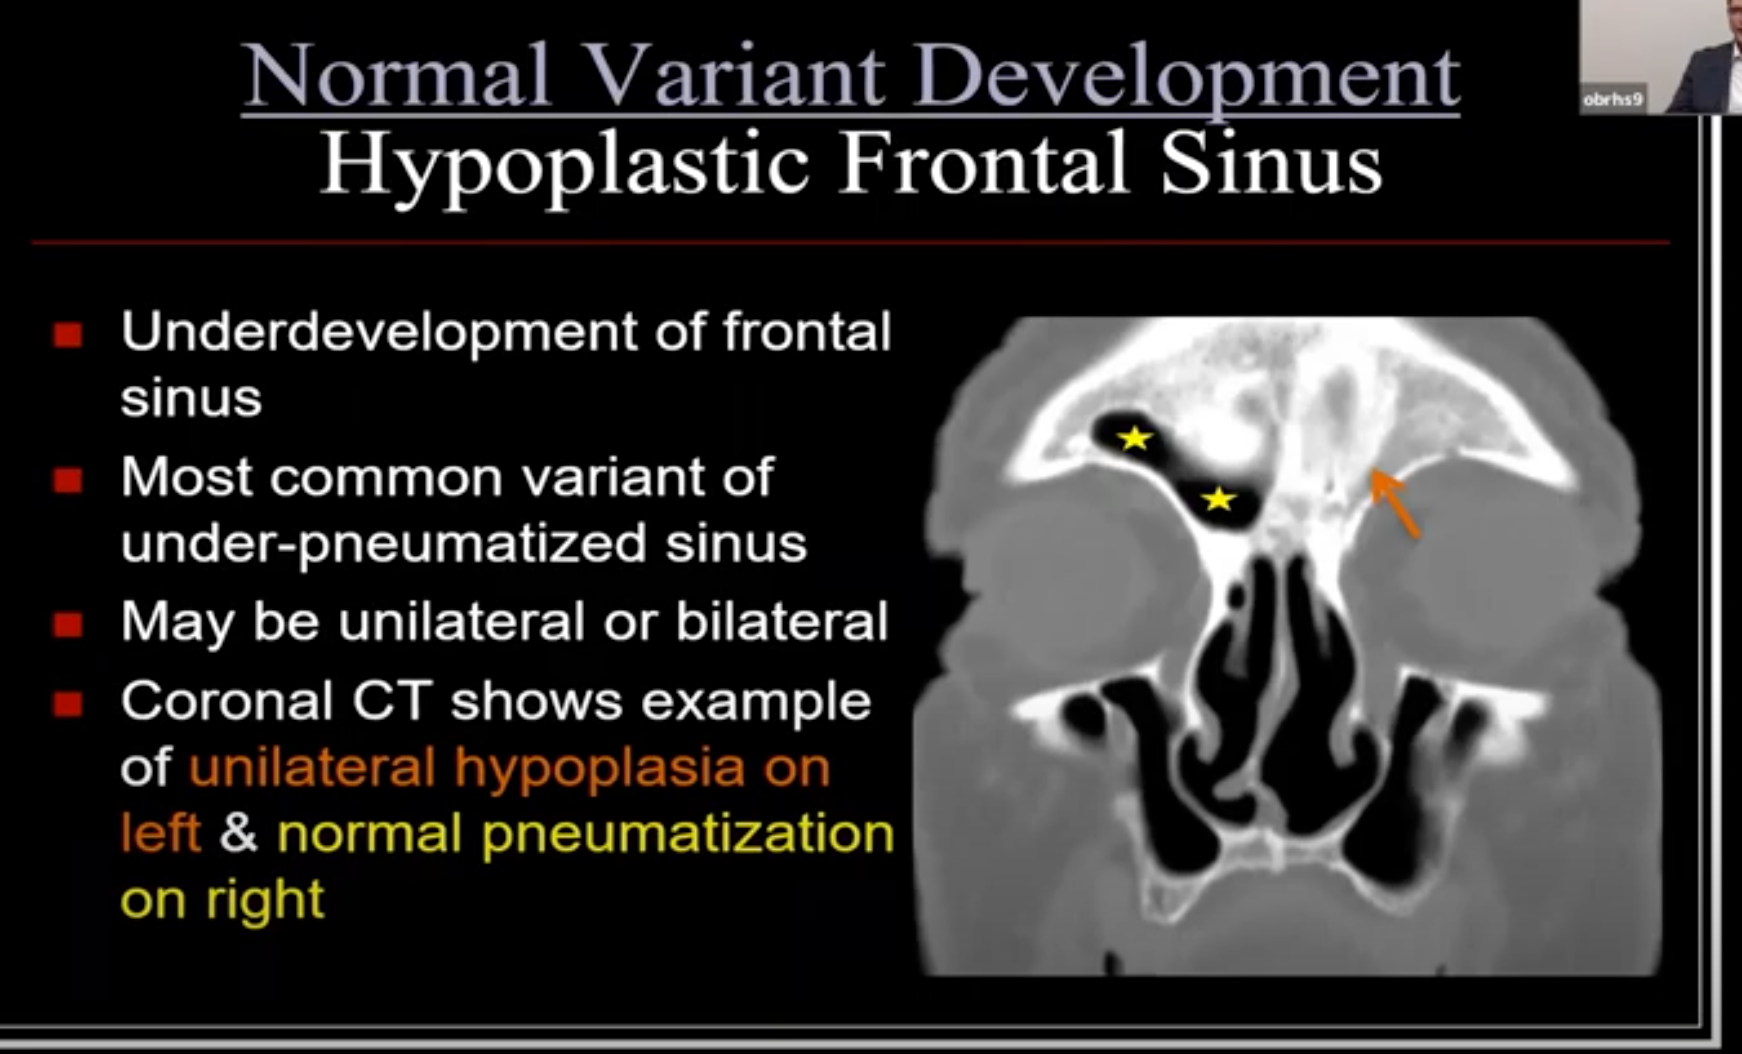 Normal Variant Development
obrhs9
Hypoplastic Frontal Sinus
Underdevelopment of frontal
sinus
Most common variant of
under-pneumatized sinus
May be unilateral or bilateral
Coronal CT shows example
of unilateral hypoplasia on
left & normal pneumatization
on right